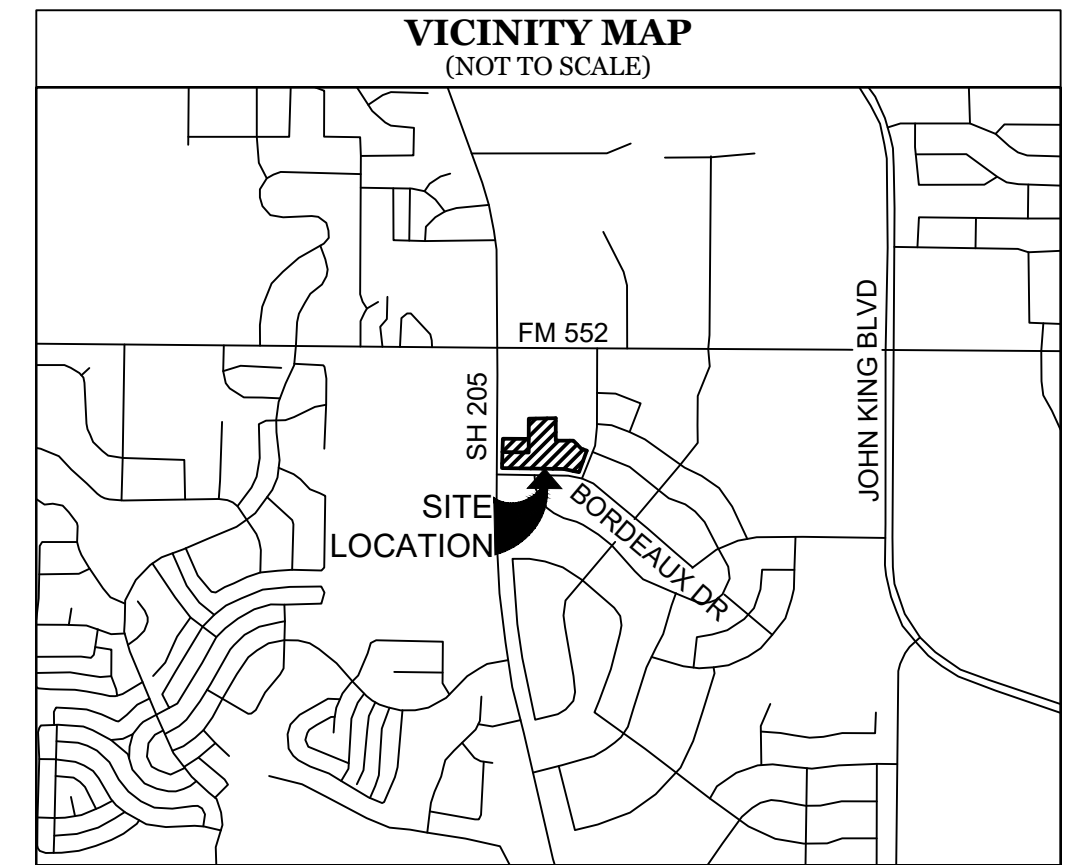 VICINITY MAP
(NOT TO SCALE)
FM 552
SH 205
JOHN KING BLVD
SITE
LOCATION
BORDEAUX DR